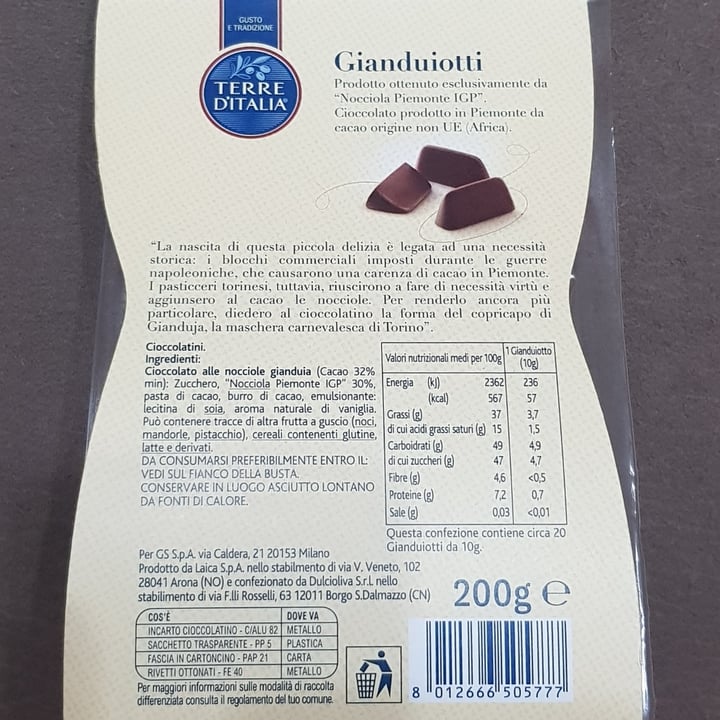 GUSTO
E TRADIZIONE
TERRE
D'ITALIA®
Gianduiotti
Prodotto ottenuto esclusivamente da
“Nocciola Piemonte IGP”.
Cioccolato prodotto in Piemonte da
cacao origine non UE (Africa).
“La nascita di questa piccola delizia è legata ad una necessità
storica: i blocchi commerciali imposti durante le guerre
napoleoniche, che causarono una carenza di cacao in Piemonte.
I pasticceri torinesi, tuttavia, riuscirono a fare di necessità virtù e
aggiunsero al cacao le nocciole. Per renderlo ancora più
particolare, diedero al cioccolatino la forma del copricapo di
Gianduja, la maschera carnevalesca di Torino”.
Cioccolatini.
Ingredienti:
Cioccolato alle nocciole gianduia (Cacao 32%
min): Zucchero, "Nocciola Piemonte IGP" 30%,
pasta di cacao, burro di cacao, emulsionante:
lecitina di soia, aroma naturale di vaniglia.
Può contenere tracce di altra frutta a guscio (noci,
mandorle, pistacchio), cereali contenenti glutine,
latte e derivati.
DA CONSUMARSI PREFERIBILMENTE ENTRO IL:
VEDI SUL FIANCO DELLA BUSTA.
CONSERVARE IN LUOGO ASCIUTTO LONTANO
DA FONTI DI CALORE.
Valori nutrizionali medi per 100g 1 Gianduiotto (10g)
Energia (kJ) 2362 236
(kcal) 567 57
Grassi (g) 37 3,7
di cui acidi grassi saturi (g) 15 1,5
Carboidrati (g) 49 4,9
di cui zuccheri (g) 47 4,7
Fibre (g) 4,6 <0,5
Proteine (g) 7,2 0,7
Sale (g) 0,03 <0,01
Questa confezione contiene circa 20
Gianduiotti da 10g.
Per GS S.p.A. via Caldera, 21 20153 Milano
Prodotto da Laica S.p.A. nello stabilmento di via V. Veneto, 102
28041 Arona (NO) e confezionato da Dulcioliva S.r.L nello
stabilimento di via F.lli Rosselli, 63 12011 Borgo S.Dalmazzo (CN)
200g e
COS'È DOVE VA
INCARTO CIOCCOLATINO - C/ALU 82 METALLO
SACCHETTO TRASPARENTE - PP 5 PLASTICA
FASCIA IN CARTONCINO - PAP 21 CARTA
RIVETTI OTTONATI - FE 40 METALLO
Per maggiori informazioni sulle modalità di raccolta
differenziata consulta il regolamento del tuo comune.
8 012666 505777